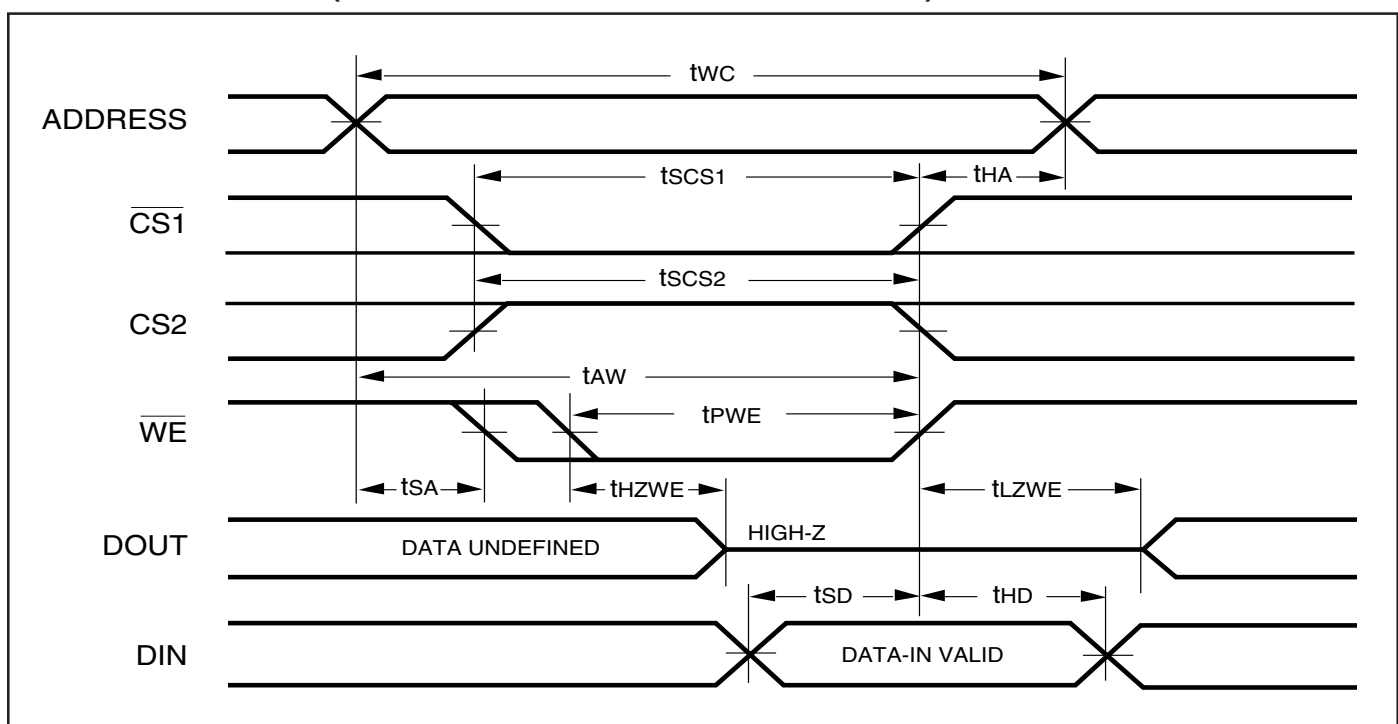 tWC
ADDRESS
tSCS1
tHA
CS1
tSCS2
CS2
tAW
tPWE
WE
tSA
tHZWE
tLZWE
HIGH-Z
DOUT
DATA UNDEFINED
tSD
tHD
DIN
DATA-IN VALID